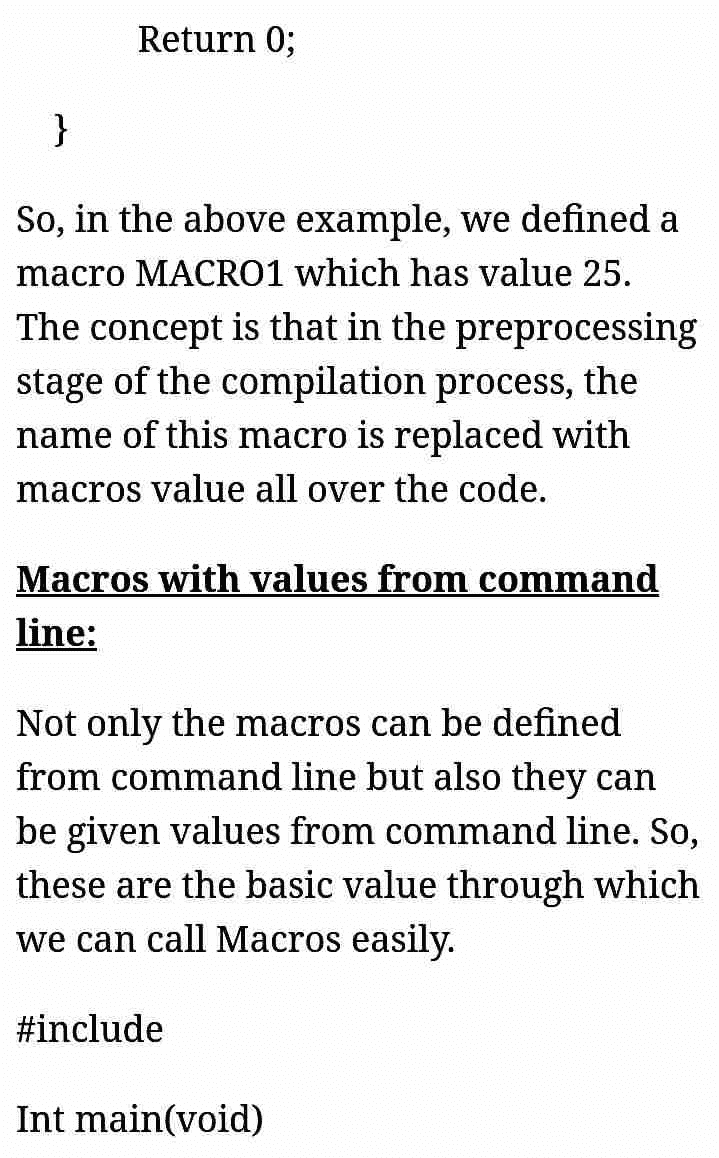 Return 0;
}
So, in the above example, we defined a
macro MACRO1 which has value 25.
The concept is that in the preprocessing
stage of the compilation process, the
name of this macro is replaced with
macros value all over the code.
Macros with values from command
line:
Not only the macros can be defined
from command line but also they can
be given values from command line. So,
these are the basic value through which
we can call Macros easily.
#include
Int main(void)